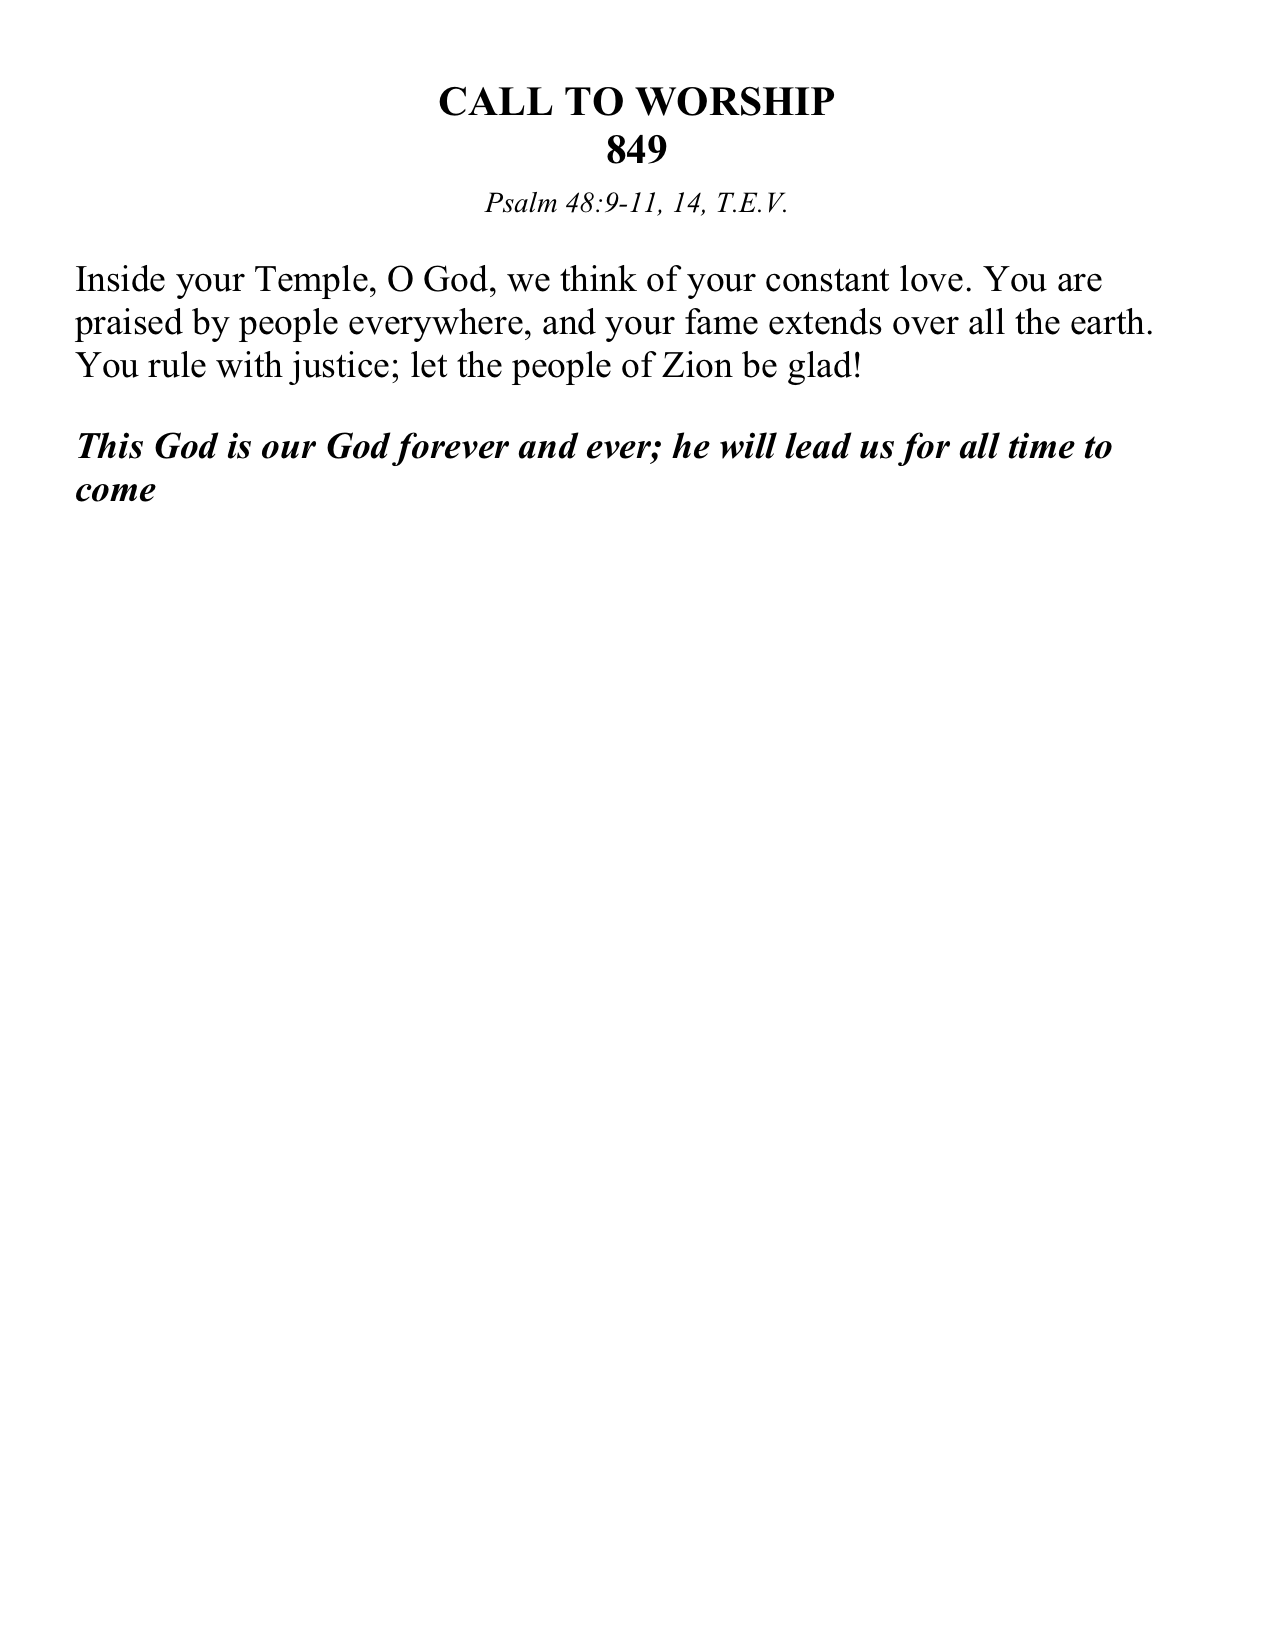 CALL TO WORSHIP
849
Psalm 48:9-11, 14, T.E.V.
Inside your Temple, O God, we think of your constant love. You are
praised by people everywhere, and your fame extends over all the earth.
You rule with justice; let the people of Zion be glad!
This God is our God forever and ever; he will lead us for all time to
come